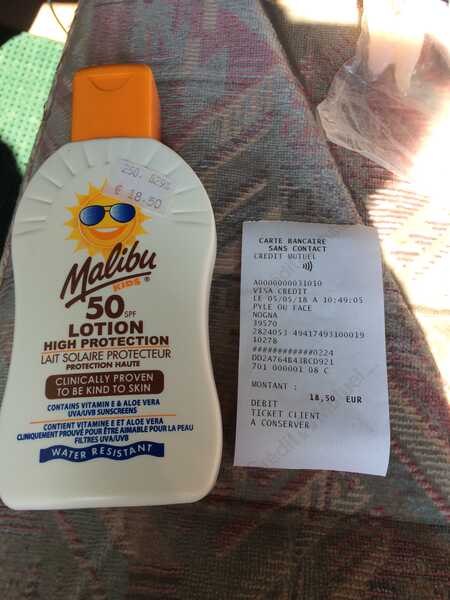 € 18.50
Malibu
KIDS ®
50 SPF
LOTION
HIGH PROTECTION
LAIT SOLAIRE PROTECTEUR
PROTECTION HAUTE
CLINICALLY PROVEN
TO BE KIND TO SKIN
CONTAINS VITAMIN E & ALOE VERA
UVA/UVB SUNSCREENS
CONTIENT VITAMINE E ET ALOE VERA
CLINIQUEMENT PROUVÉ POUR ÊTRE AIMABLE POUR LA PEAU
FILTRES UVA/UVB
WATER RESISTANT
CARTE BANCAIRE
SANS CONTACT
CREDIT MUTUEL
A0000000031010
VISA CREDIT
LE 05/05/18 A 10:49:05
PYLE OU FACE
NOGNA
39570
2824053 49417493100019
10278
############0224
DD2A764B43BCD921
701 000001 08 C
MONTANT :
18,50 EUR
DEBIT
TICKET CLIENT
A CONSERVER